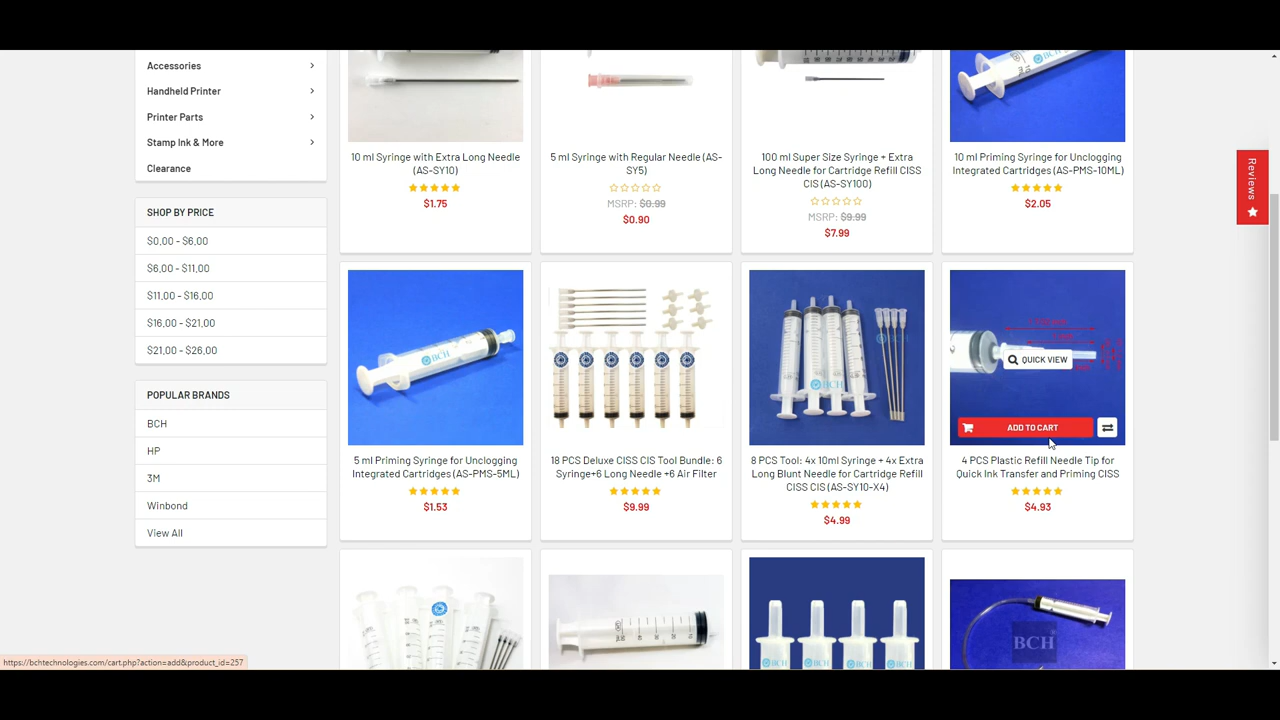 Accessories
Handheld Printer
Printer Parts
Stamp Ink & More
Clearance
SHOP BY PRICE
$0.00 - $6.00
$6.00 - $11.00
$11.00 - $16.00
$16.00 - $21.00
$21.00 - $26.00
POPULAR BRANDS
BCH
HP
3M
Winbond
View All
10 ml Syringe with Extra Long Needle
(AS-SY10)
$1.75
5 ml Syringe with Regular Needle (AS-
SY5)
MSRP: $0.99
$0.90
100 ml Super Size Syringe + Extra
Long Needle for Cartridge Refill CISS
CIS (AS-SY100)
MSRP: $9.99
$7.99
10 ml Priming Syringe for Unclogging
Integrated Cartridges (AS-PMS-10ML)
$2.05
BCH
5 ml Priming Syringe for Unclogging
Integrated Cartridges (AS-PMS-5ML)
$1.53
18 PCS Deluxe CISS CIS Tool Bundle: 6
Syringe+6 Long Needle +6 Air Filter
$9.99
BCH
8 PCS Tool: 4x 10ml Syringe + 4x Extra
Long Blunt Needle for Cartridge Refill
CISS CIS (AS-SY10-X4)
$4.99
QUICK VIEW
ADD TO CART
4 PCS Plastic Refill Needle Tip for
Quick Ink Transfer and Priming CISS
$4.93
BCH
BCH
BCH
BCH
BCH
Reviews
https://bchtechnologies.com/cart.php?action=add&product_id=257